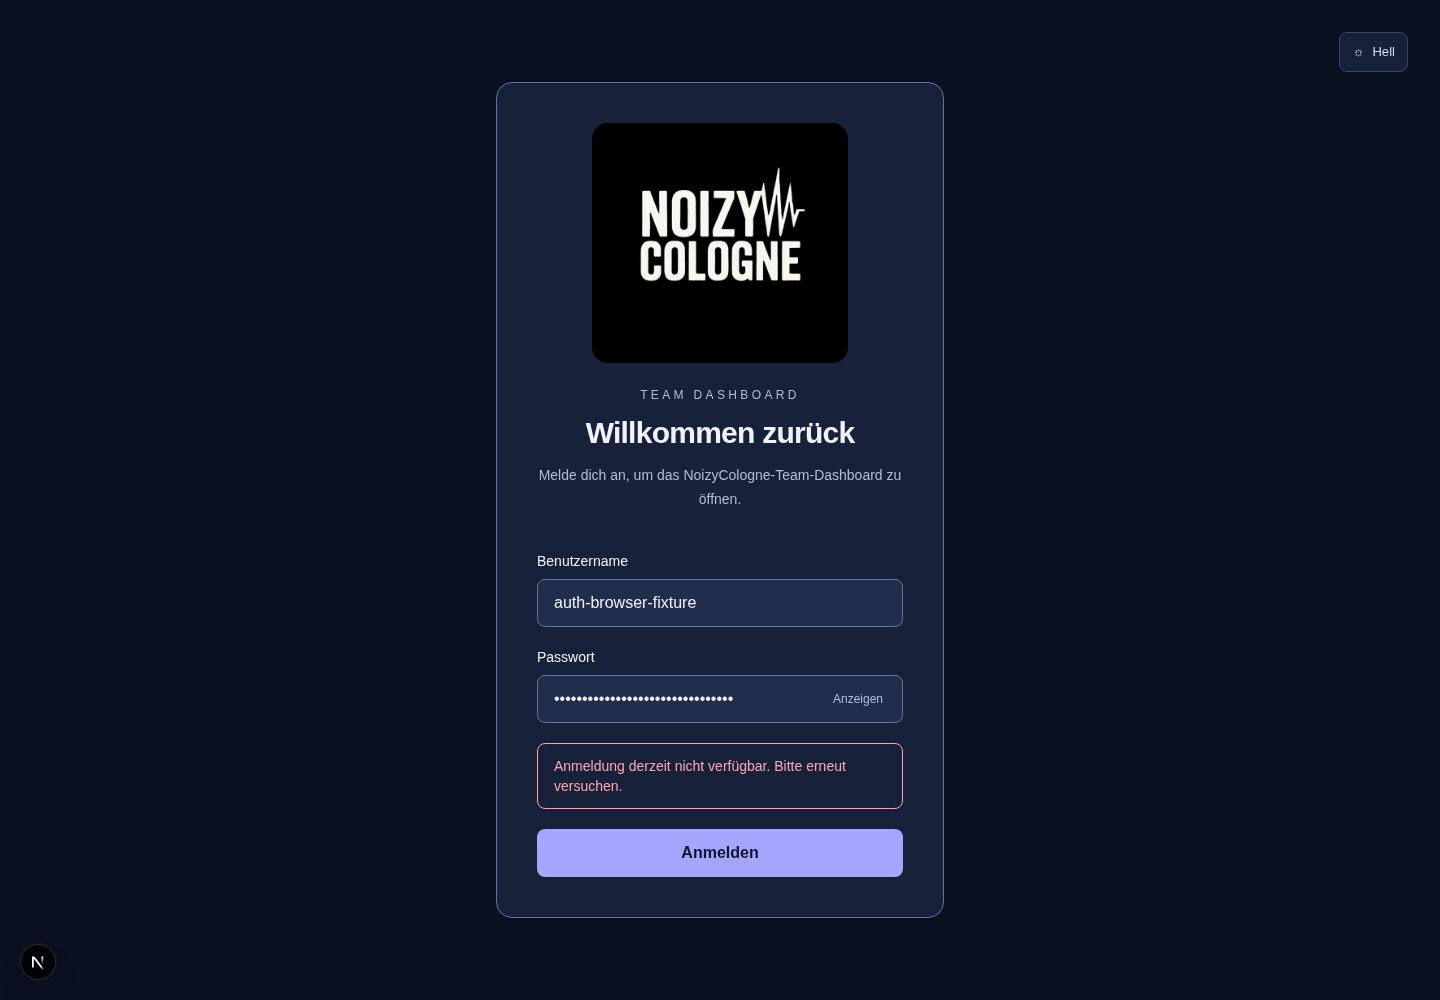 ☼ Hell
NOIZY
COLOGNE
TEAM DASHBOARD
Willkommen zurück
Melde dich an, um das NoizyCologne-Team-Dashboard zu
öffnen.
Benutzername
auth-browser-fixture
Passwort
••••••••••••••••••••••••••••••••
Anzeigen
Anmeldung derzeit nicht verfügbar. Bitte erneut
versuchen.
Anmelden
N